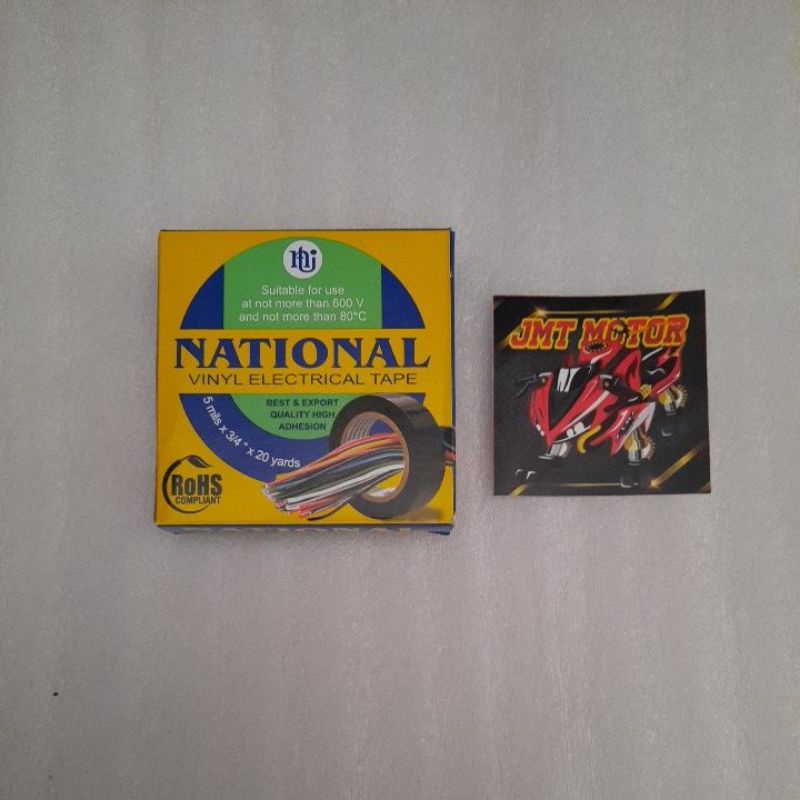 nj
Suitable for use
at not more than 600 V
and not more than 80°C
NATIONAL
VINYL ELECTRICAL TAPE
BEST & EXPORT
QUALITY HIGH
ADHESION
5 mils x 3/4 " x 20 yards
RoHS
COMPLIANT
JMT MOTOR